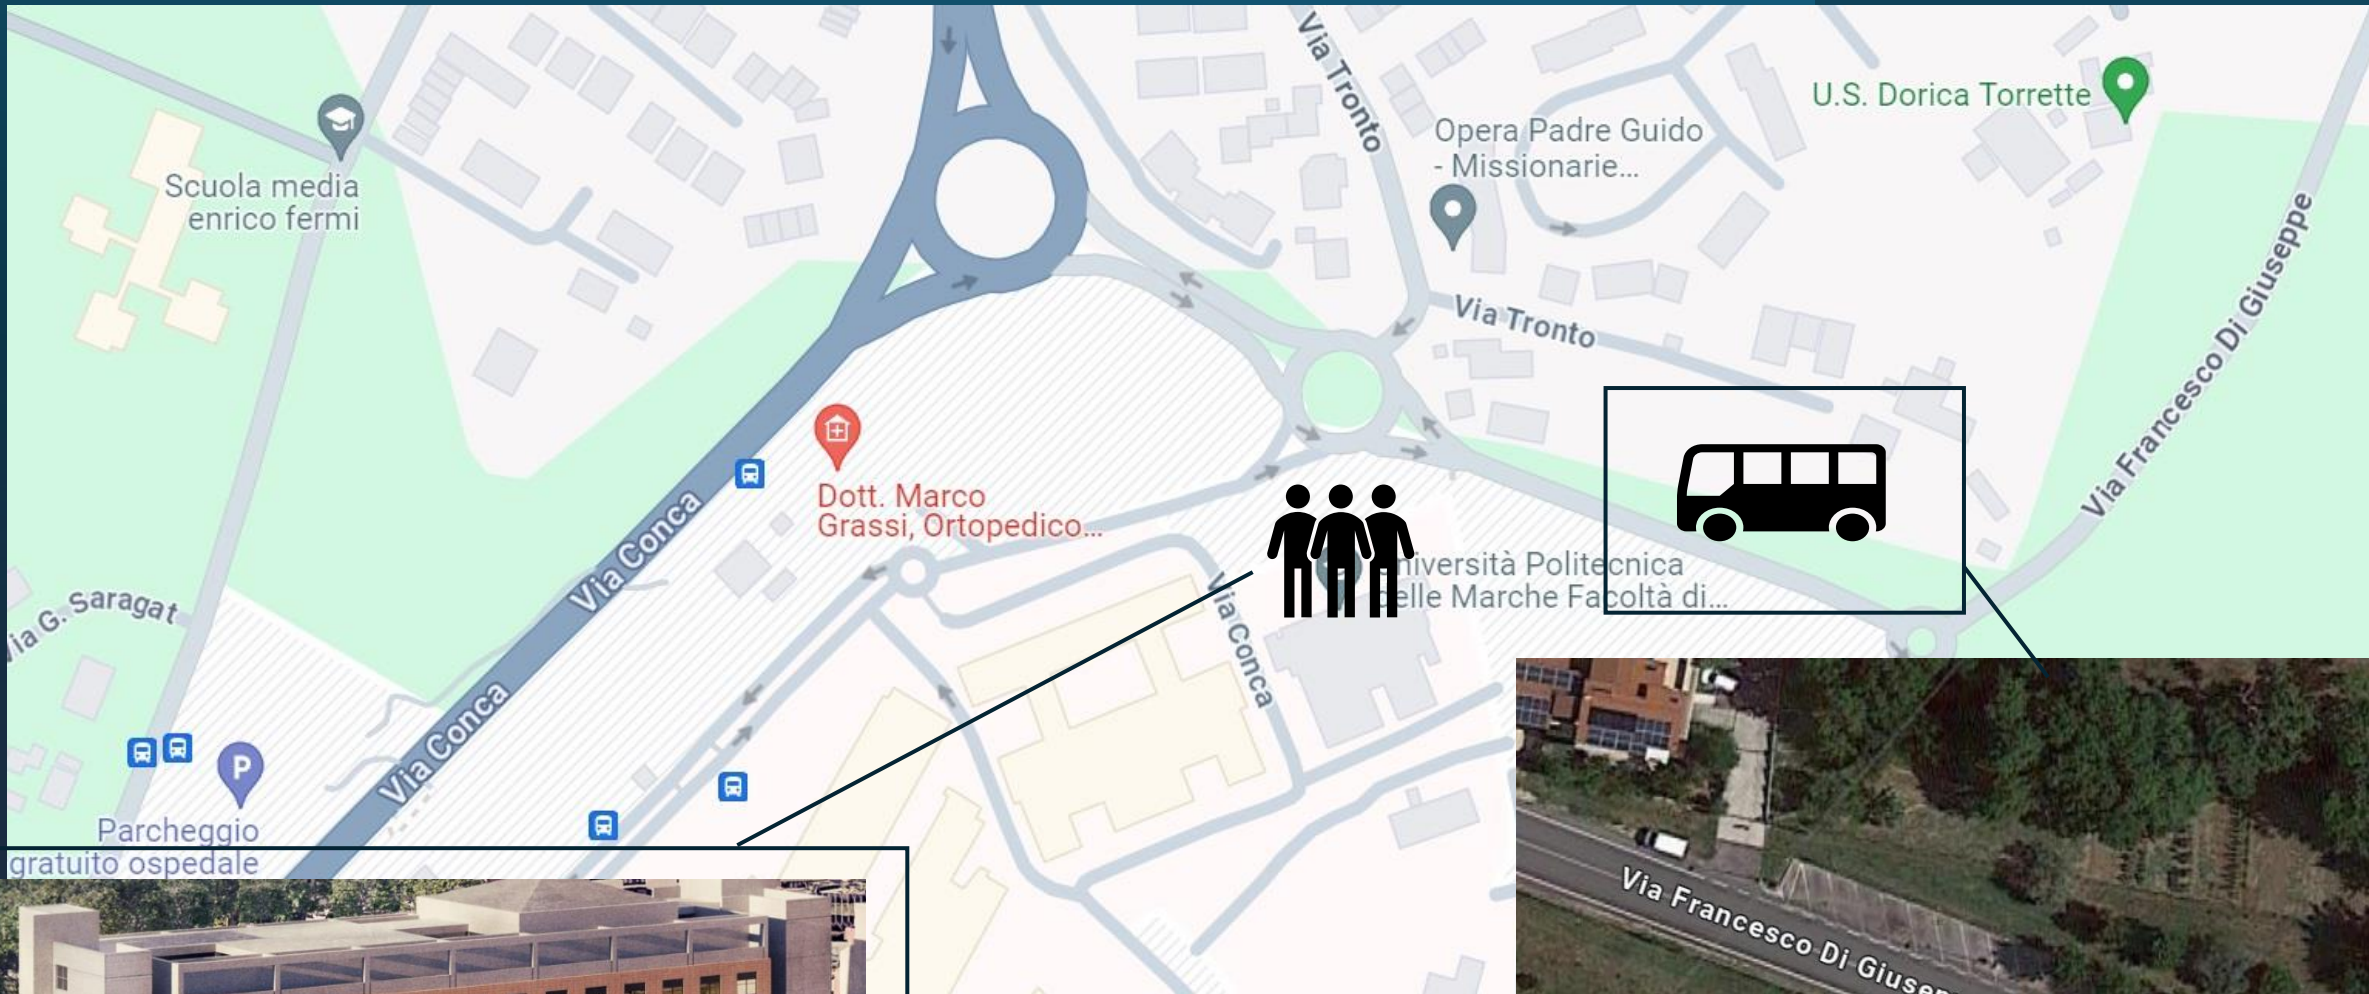 Via Tronto
U.S. Dorica Torrette
Opera Padre Guido
- Missionarie...
Scuola media
enrico fermi
Via Francesco Di Giuseppe
Via Tronto
Dott. Marco
Grassi, Ortopedico...
Via Conca
niversità Politecnica
elle Marche Facoltà di...
Via Conca
ia G. Saragat
Via Conca
P
Parcheggio
gratuito ospedale
Via Francesco Di Giuse